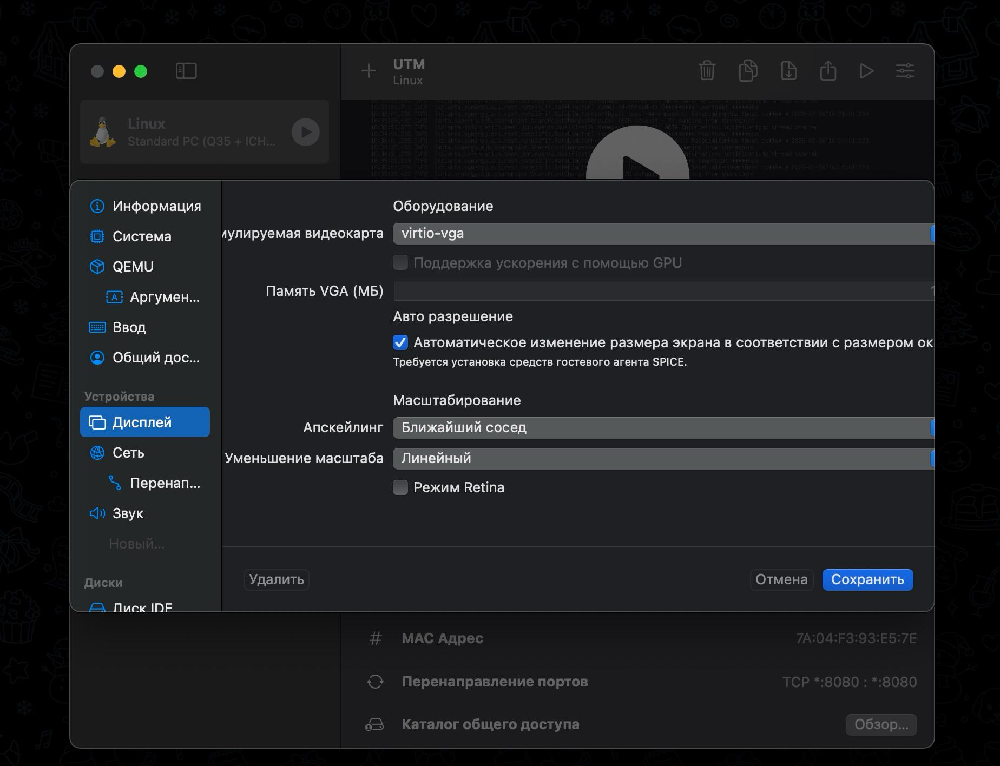 UTM
Linux
Linux
Standard PC (Q35 + ICH...
Информация
Система
QEMU
Аргумен...
Ввод
Общий дос...
Устройства
Дисплей
Сеть
Перенап...
Звук
Новый...
Диски
Диск IDE
Оборудование
мулируемая видеокарта
virtio-vga
Поддержка ускорения с помощью GPU
Память VGA (МБ)
Авто разрешение
Автоматическое изменение размера экрана в соответствии с размером ок
Требуется установка средств гостевого агента SPICE.
Масштабирование
Апскейлинг
Ближайший сосед
Уменьшение масштаба
Линейный
Режим Retina
Удалить
Отмена
Сохранить
MAC Адрес
7A:04:F3:93:E5:7E
Перенаправление портов
TCP *:8080 : *:8080
Каталог общего доступа
Обзор...